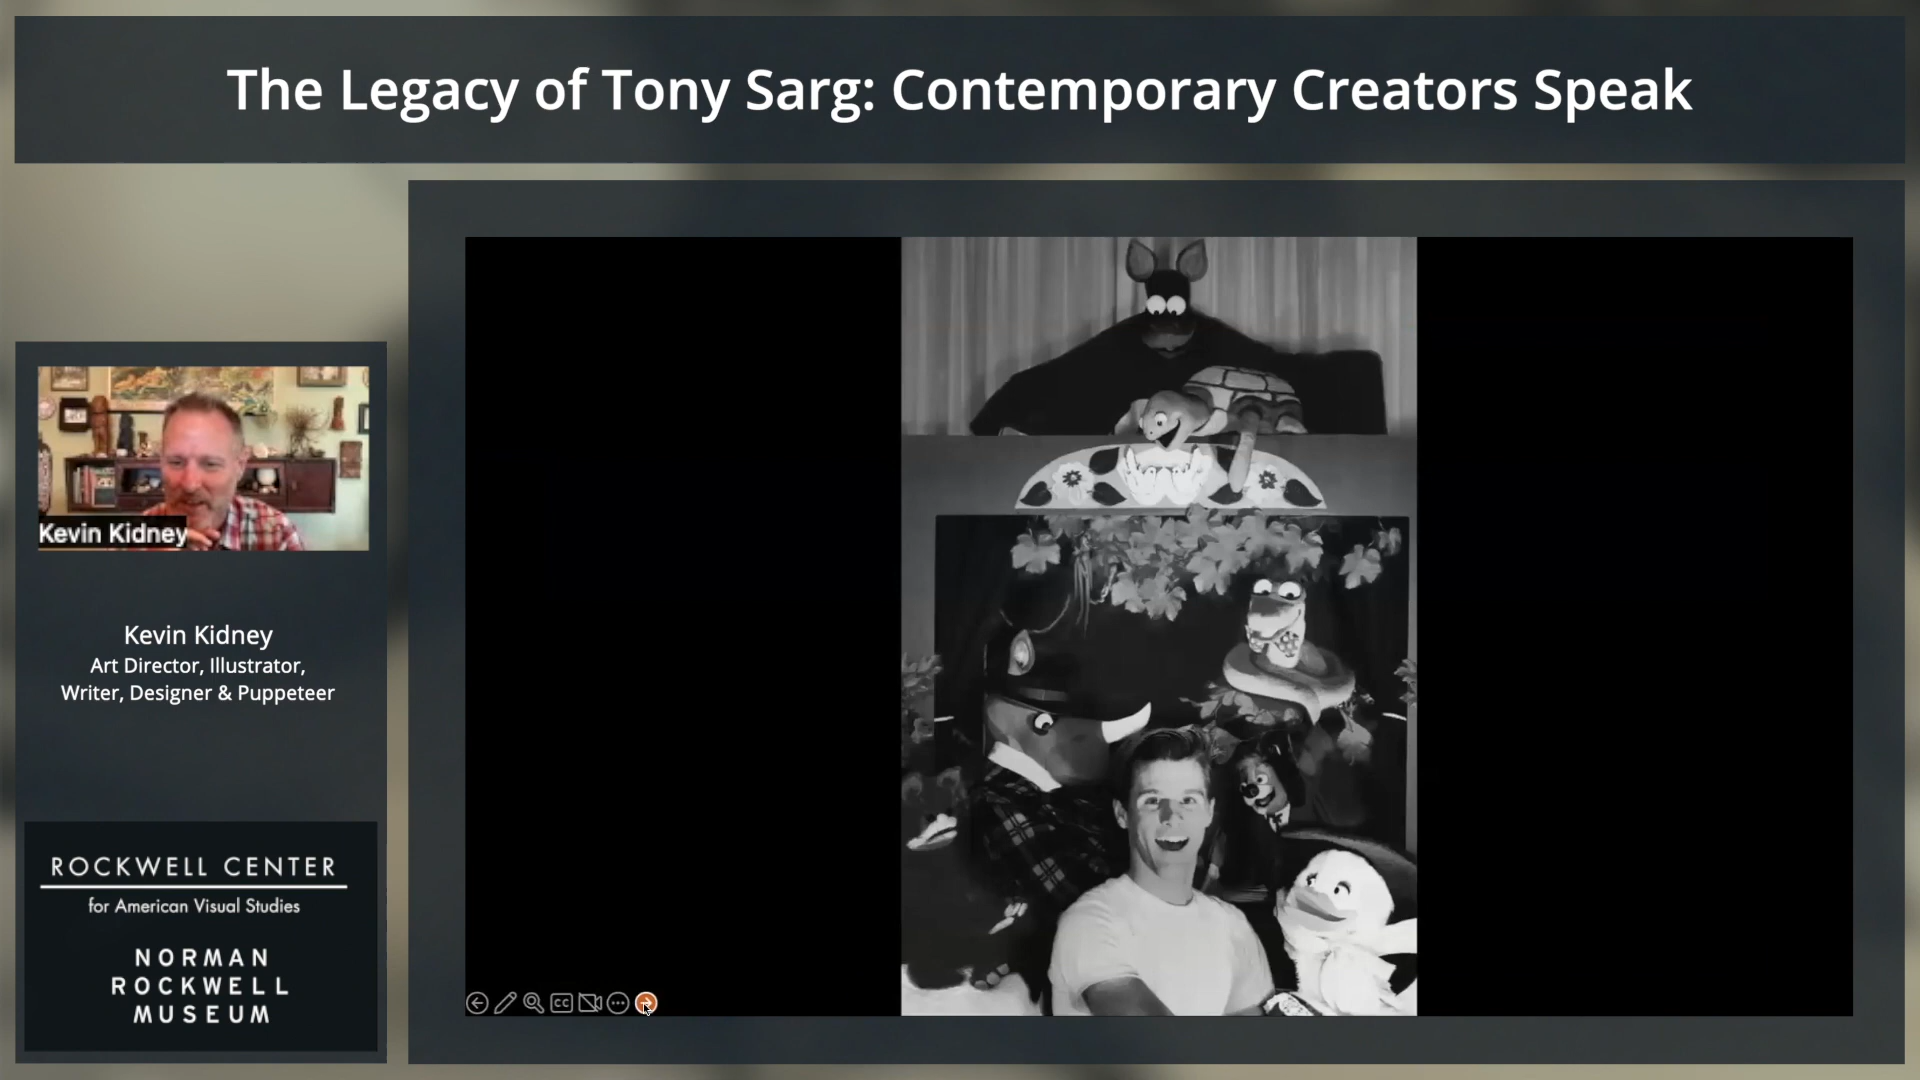 The Legacy of Tony Sarg: Contemporary Creators Speak
Kevin Kidney
Kevin Kidney
Art Director, Illustrator,
Writer, Designer & Puppeteer
ROCKWELL CENTER
for American Visual Studies
NORMAN
ROCKWELL
MUSEUM
CC